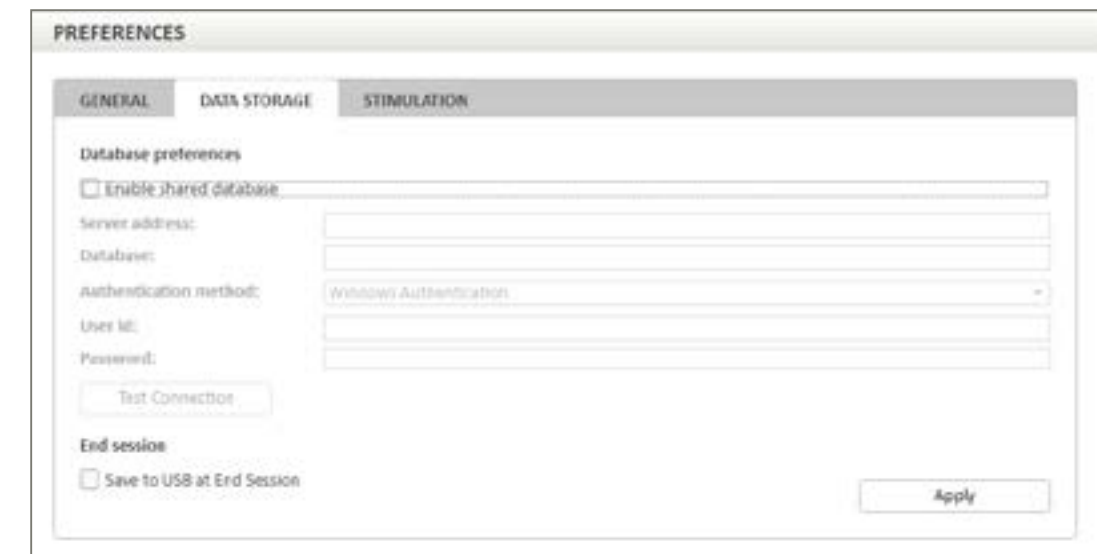 PREFERENCES
GENERAL DATA STORAGE STIMULATION
Database preferences
Enable shared database
Server address:
Database:
Authentication method: Windows Authentication
User id:
Password:
Test Connection
End session
Save to USB at End Session
Apply